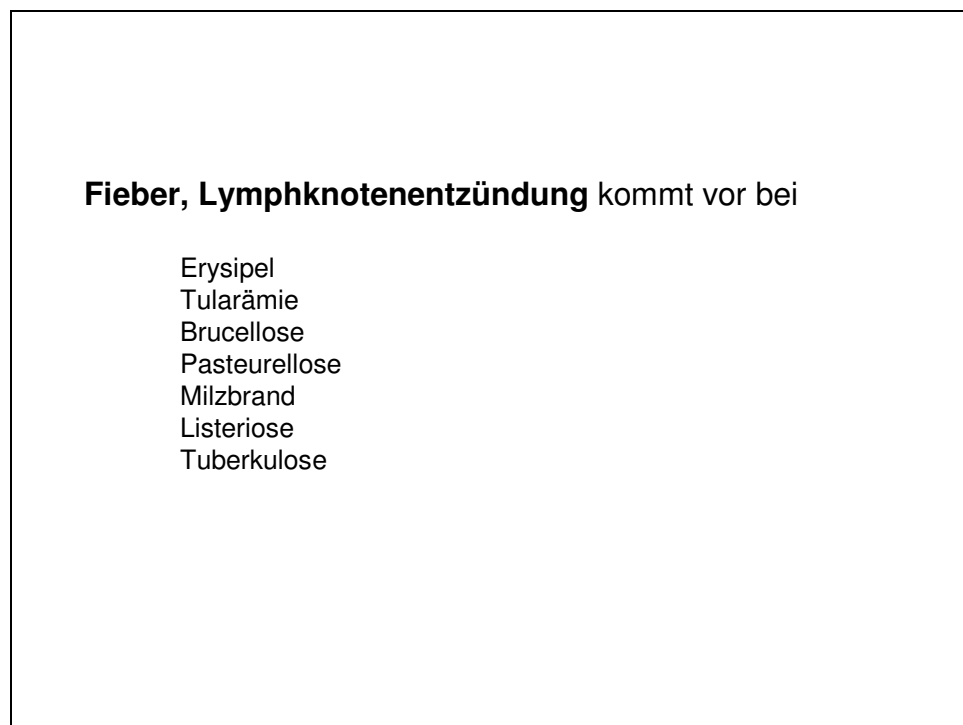 Fieber, Lymphknotenentzündung kommt vor bei
Erysipel
Tularämie
Brucellose
Pasteurellose
Milzbrand
Listeriose
Tuberkulose